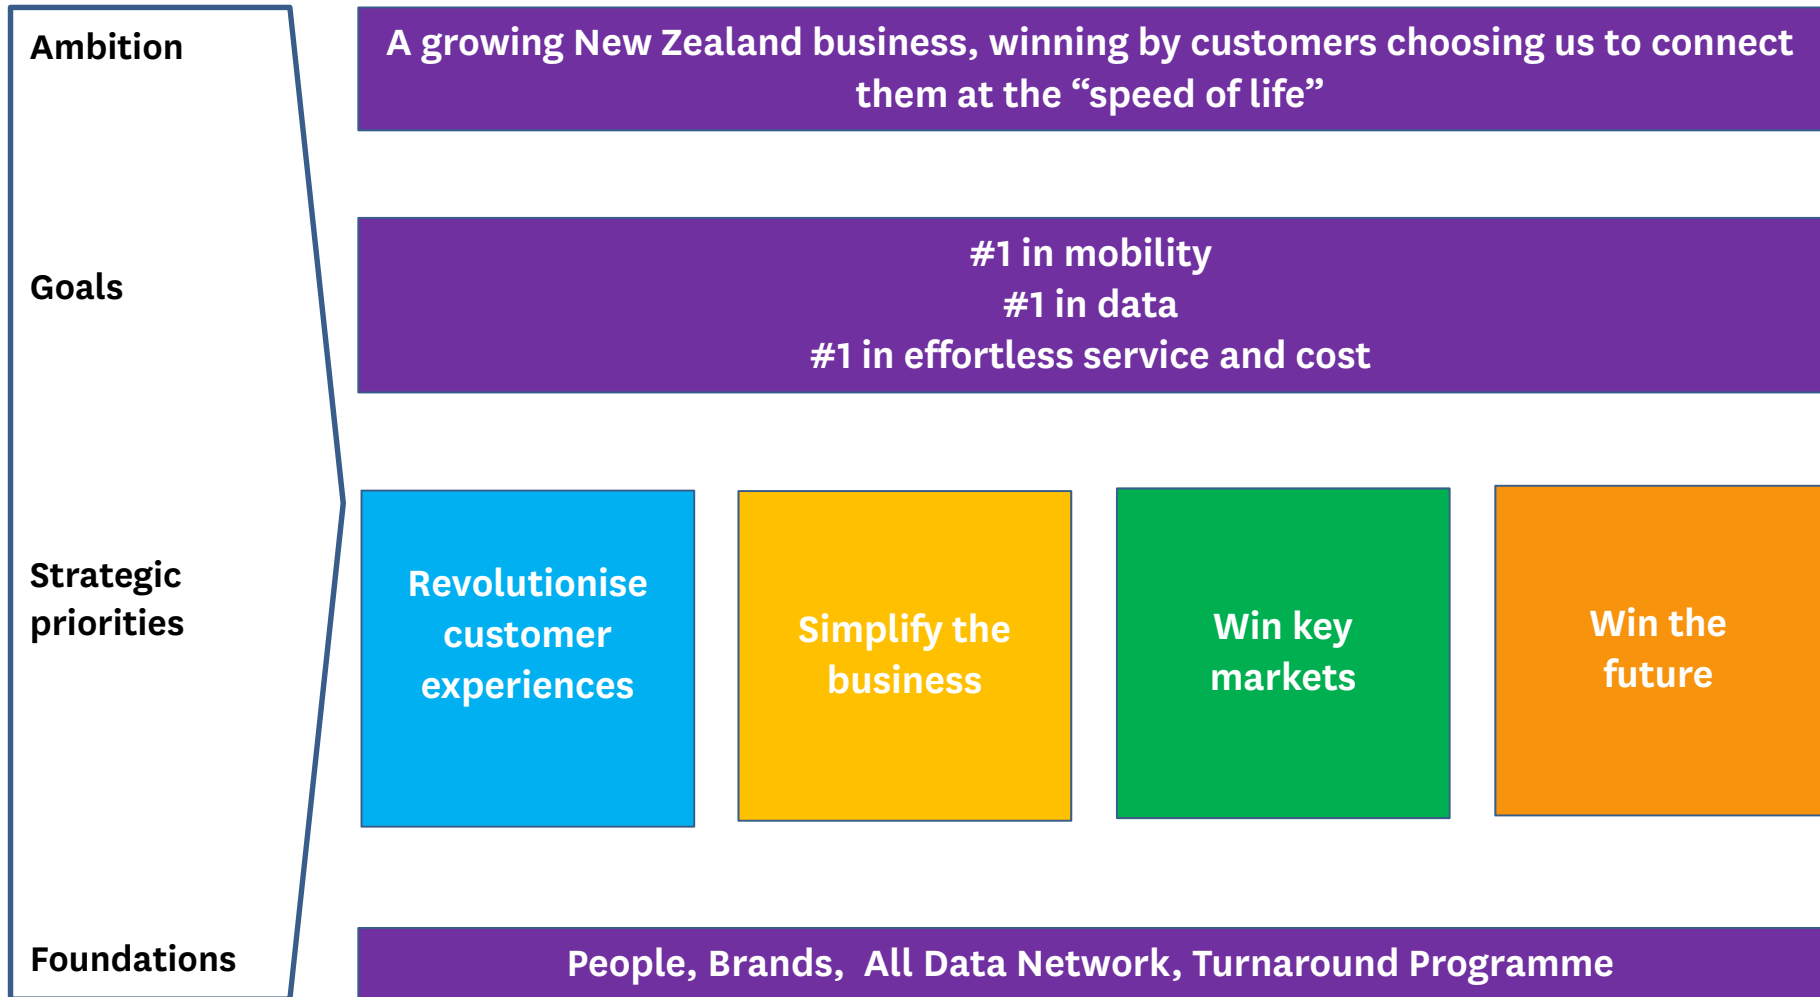 Ambition
A growing New Zealand business, winning by customers choosing us to connect
them at the “speed of life”
Goals
#1 in mobility
#1 in data
#1 in effortless service and cost
Strategic
priorities
Revolutionise
customer
experiences
Simplify the
business
Win key
markets
Win the
future
Foundations
People, Brands,  All Data Network, Turnaround Programme